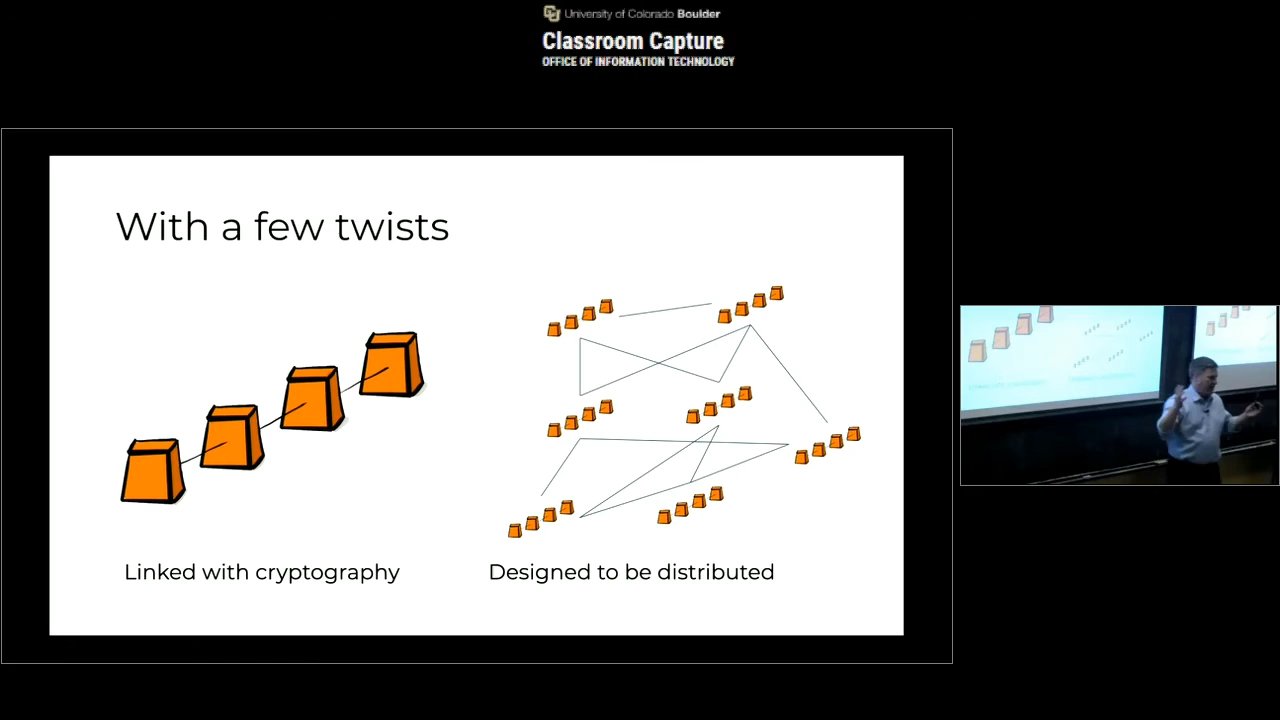 University of Colorado Boulder
Classroom Capture
OFFICE OF INFORMATION TECHNOLOGY
With a few twists
Linked with cryptography
Designed to be distributed